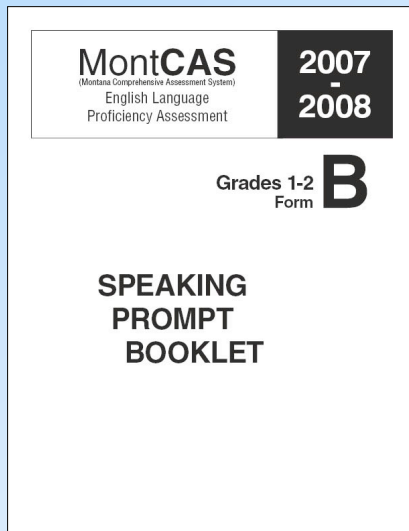 MontCAS
(Montana Comprehensive Assessment System)
English Language
Proficiency Assessment
2007
-
2008
Grades 1-2
Form B
SPEAKING
PROMPT
BOOKLET